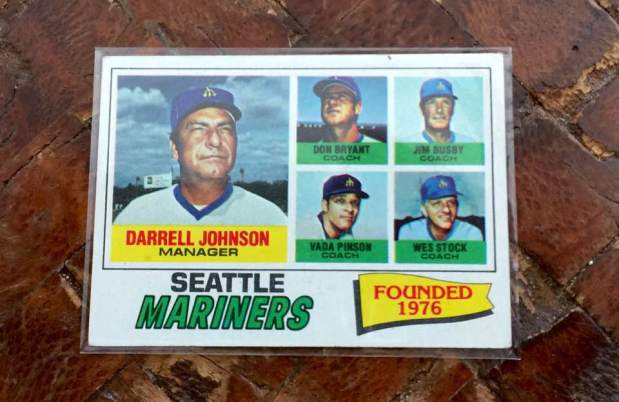 DARRELL JOHNSON
MANAGER
DON BRYANT
COACH
JIM BUSBY
COACH
VADA PINSON
COACH
WES STOCK
COACH
SEATTLE
MARINERS
FOUNDED
1976